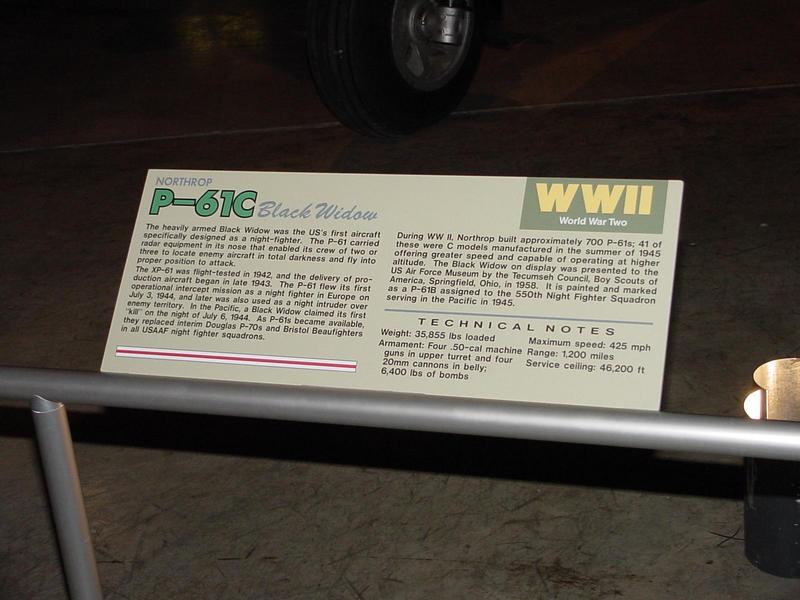 NORTHROP
P-61C Black Widow
The heavily armed Black Widow was the US's first aircraft
specifically designed as a night-fighter. The P-61 carried
radar equipment in its nose that enabled its crew of two or
three to locate enemy aircraft in total darkness and fly into
proper position to attack.
The XP-61 was flight-tested in 1942, and the delivery of pro-
duction aircraft began in late 1943. The P-61 flew its first
operational intercept mission as a night fighter in Europe on
July 3, 1944, and later was also used as a night intruder over
enemy territory. In the Pacific, a Black Widow claimed its first
"kill" on the night of July 6, 1944. As P-61s became available,
they replaced interim Douglas P-70s and Bristol Beaufighters
in all USAAF night fighter squadrons.
WWII
World War Two
During WW II, Northrop built approximately 700 P-61s; 41 of
these were C models manufactured in the summer of 1945
offering greater speed and capable of operating at higher
altitude. The Black Widow on display was presented to the
US Air Force Museum by the Tecumseh Council, Boy Scouts of
America, Springfield, Ohio, in 1958. It is painted and marked
as a P-61B assigned to the 550th Night Fighter Squadron
serving in the Pacific in 1945.
TECHNICAL NOTES
Weight: 35,855 lbs loaded
Armament: Four .50-cal machine
guns in upper turret and four
20mm cannons in belly;
6,400 lbs of bombs
Maximum speed: 425 mph
Range: 1,200 miles
Service ceiling: 46,200 ft